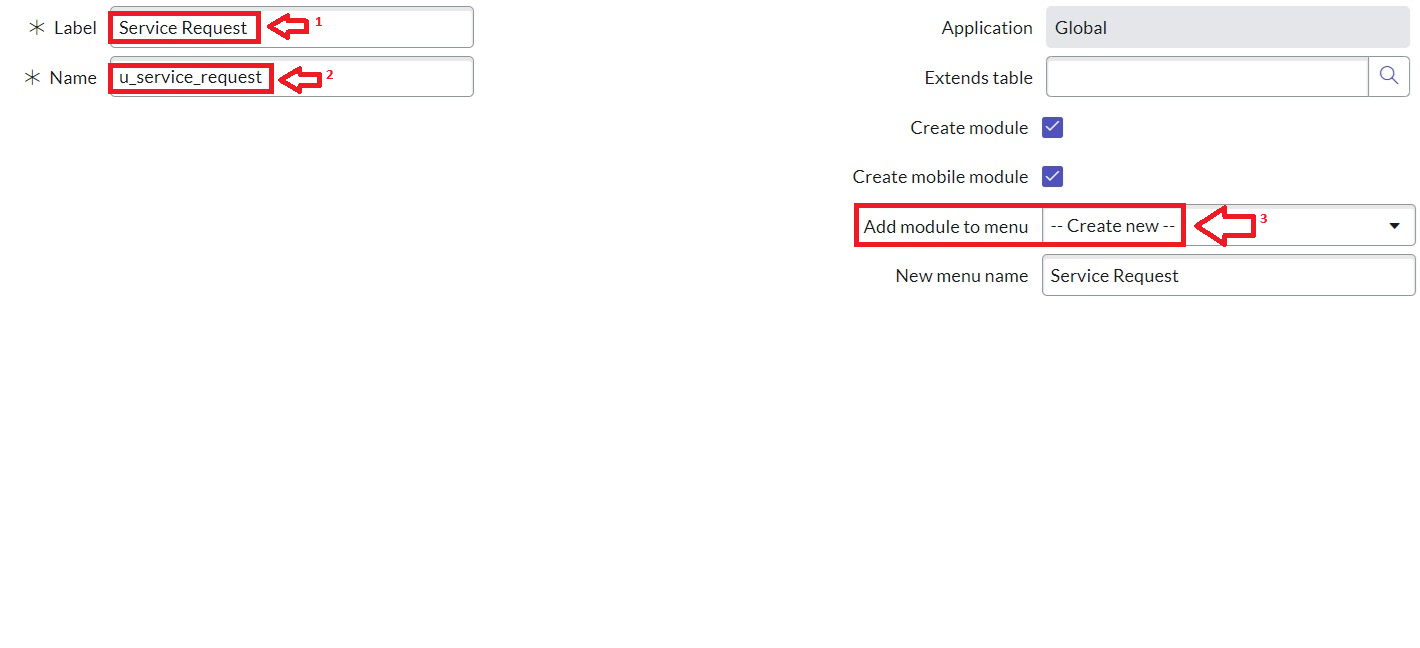 Label Service Request 1
Name u_service_request 2
Application Global
Extends table
Create module
Create mobile module
Add module to menu -- Create new -- 3
New menu name Service Request